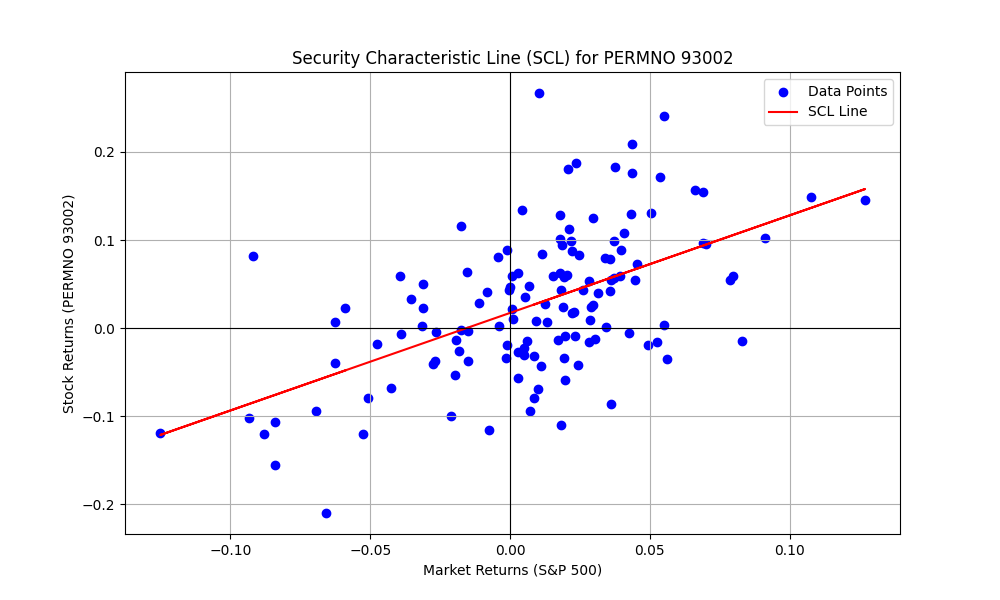 Security Characteristic Line (SCL) for PERMNO 93002
Data Points
SCL Line
Stock Returns (PERMNO 93002)
0.2
0.1
0.0
−0.1
−0.2
−0.10
−0.05
0.00
0.05
0.10
Market Returns (S&P 500)